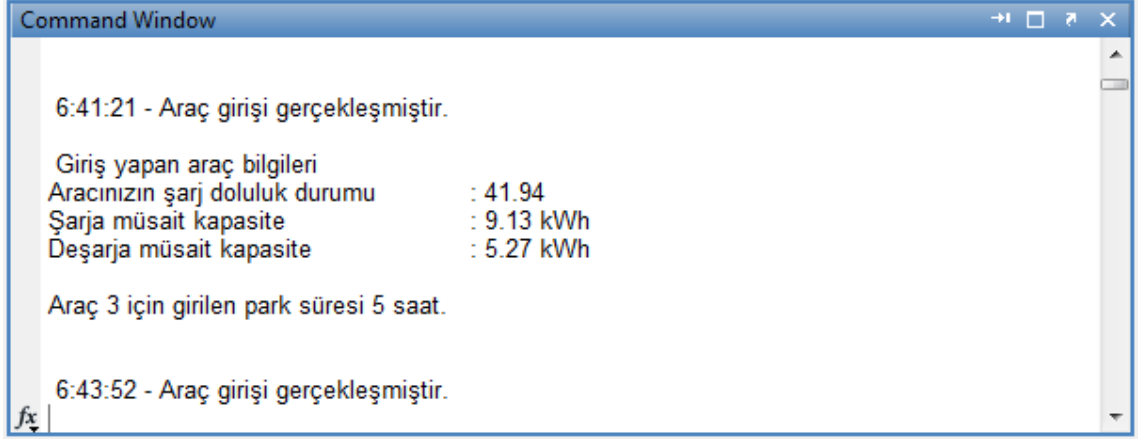 Command Window
6:41:21 - Araç girişi gerçekleşmiştir.
Giriş yapan araç bilgileri
Aracınızın şarj doluluk durumu : 41.94
Şarja müsait kapasite : 9.13 kWh
Deşarja müsait kapasite : 5.27 kWh
Araç 3 için girilen park süresi 5 saat.
6:43:52 - Araç girişi gerçekleşmiştir.
fx